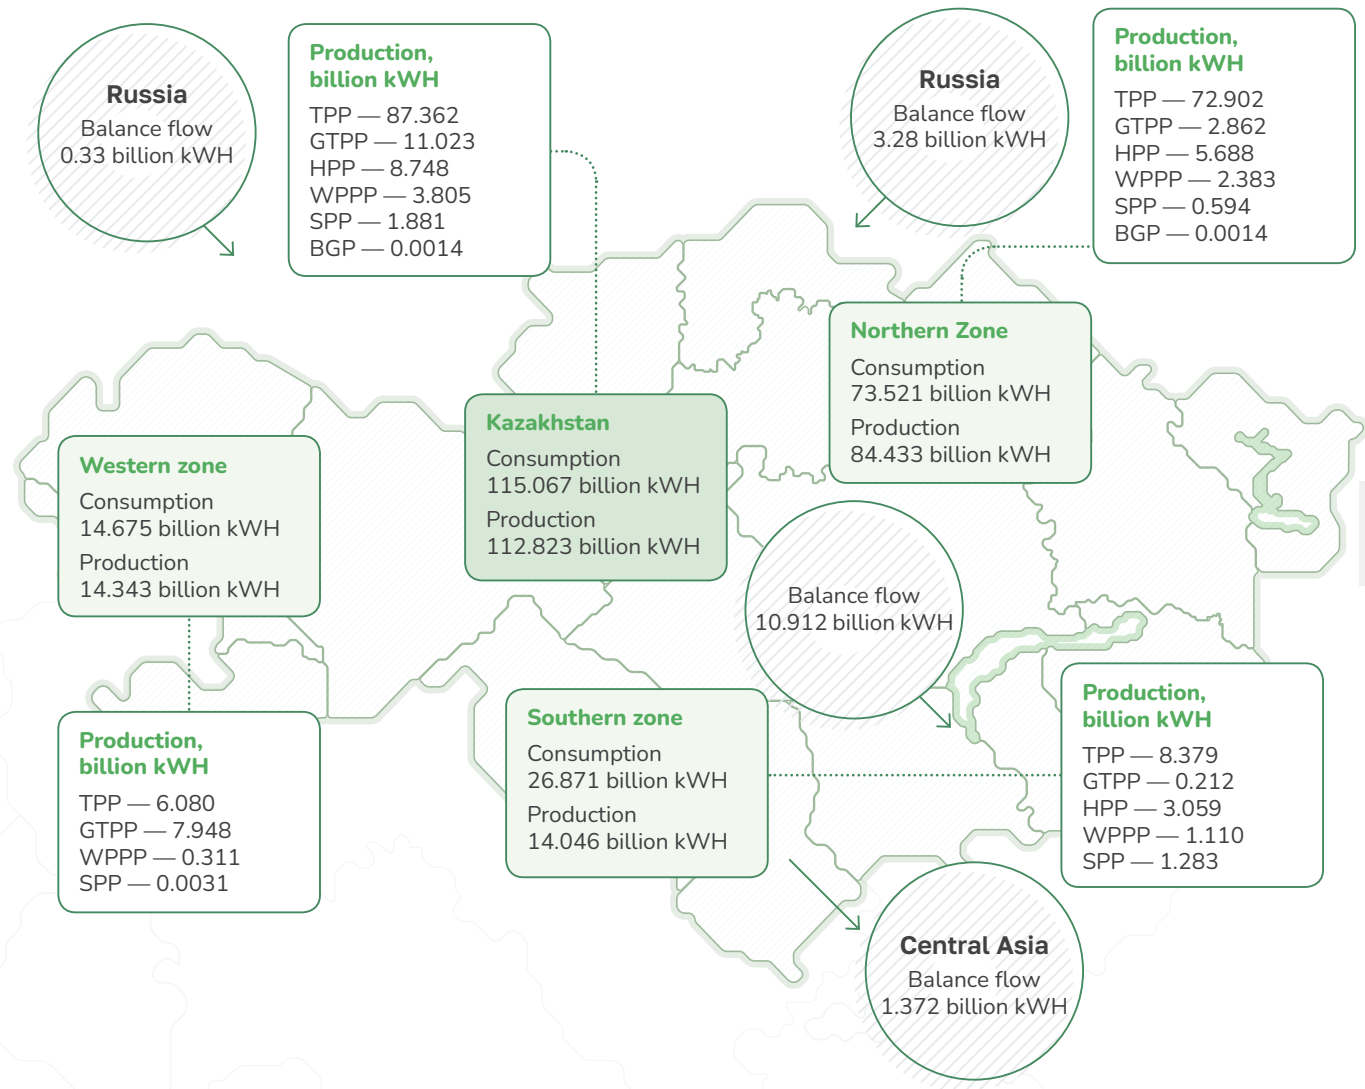 Russia
Balance flow
0.33 billion kWH
Production,
billion kWH
TPP — 87.362
GTPP — 11.023
HPP — 8.748
WPPP — 3.805
SPP — 1.881
BGP — 0.0014
Russia
Balance flow
3.28 billion kWH
Production,
billion kWH
TPP — 72.902
GTPP — 2.862
HPP — 5.688
WPPP — 2.383
SPP — 0.594
BGP — 0.0014
Northern Zone
Consumption
73.521 billion kWH
Production
84.433 billion kWH
Kazakhstan
Consumption
115.067 billion kWH
Production
112.823 billion kWH
Western zone
Consumption
14.675 billion kWH
Production
14.343 billion kWH
Balance flow
10.912 billion kWH
Southern zone
Consumption
26.871 billion kWH
Production
14.046 billion kWH
Production,
billion kWH
TPP — 8.379
GTPP — 0.212
HPP — 3.059
WPPP — 1.110
SPP — 1.283
Production,
billion kWH
TPP — 6.080
GTPP — 7.948
WPPP — 0.311
SPP — 0.0031
Central Asia
Balance flow
1.372 billion kWH